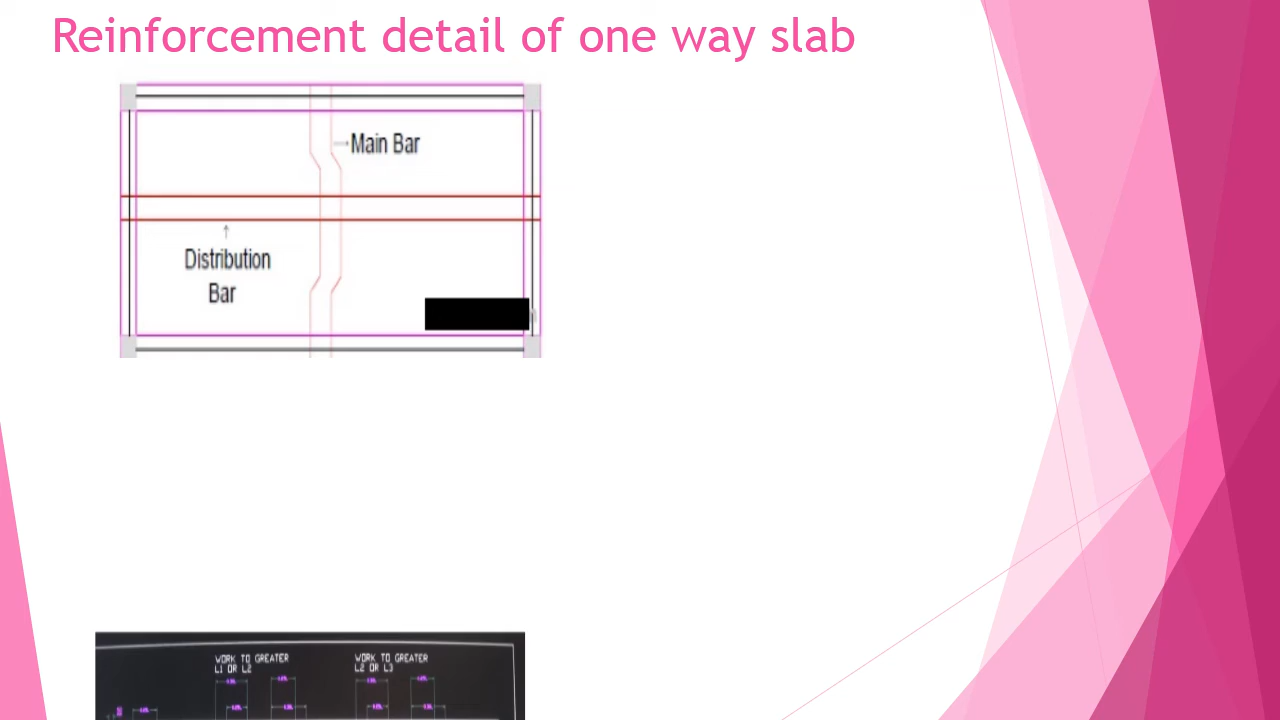 Reinforcement detail of one way slab
Main Bar
Distribution
Bar
WORK TO GREATER
L1 OR L2
WORK TO GREATER
L2 OR L3